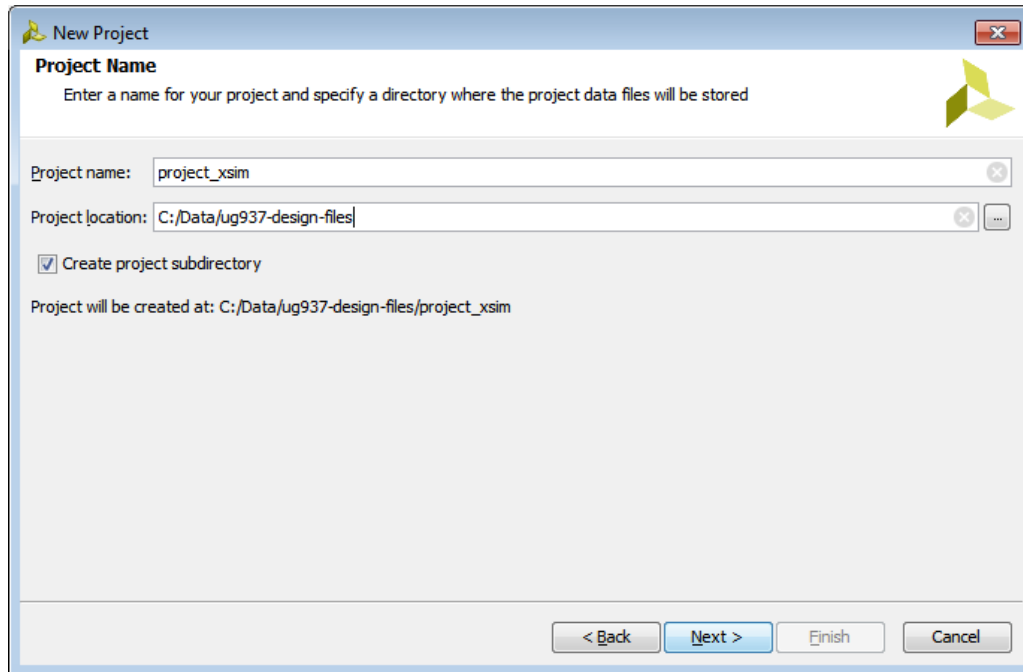 New Project
Project Name
Enter a name for your project and specify a directory where the project data files will be stored
Project name: project_xsim
Project location: C:/Data/ug937-design-files ...
Create project subdirectory
Project will be created at: C:/Data/ug937-design-files/project_xsim
< Back Next > Finish Cancel